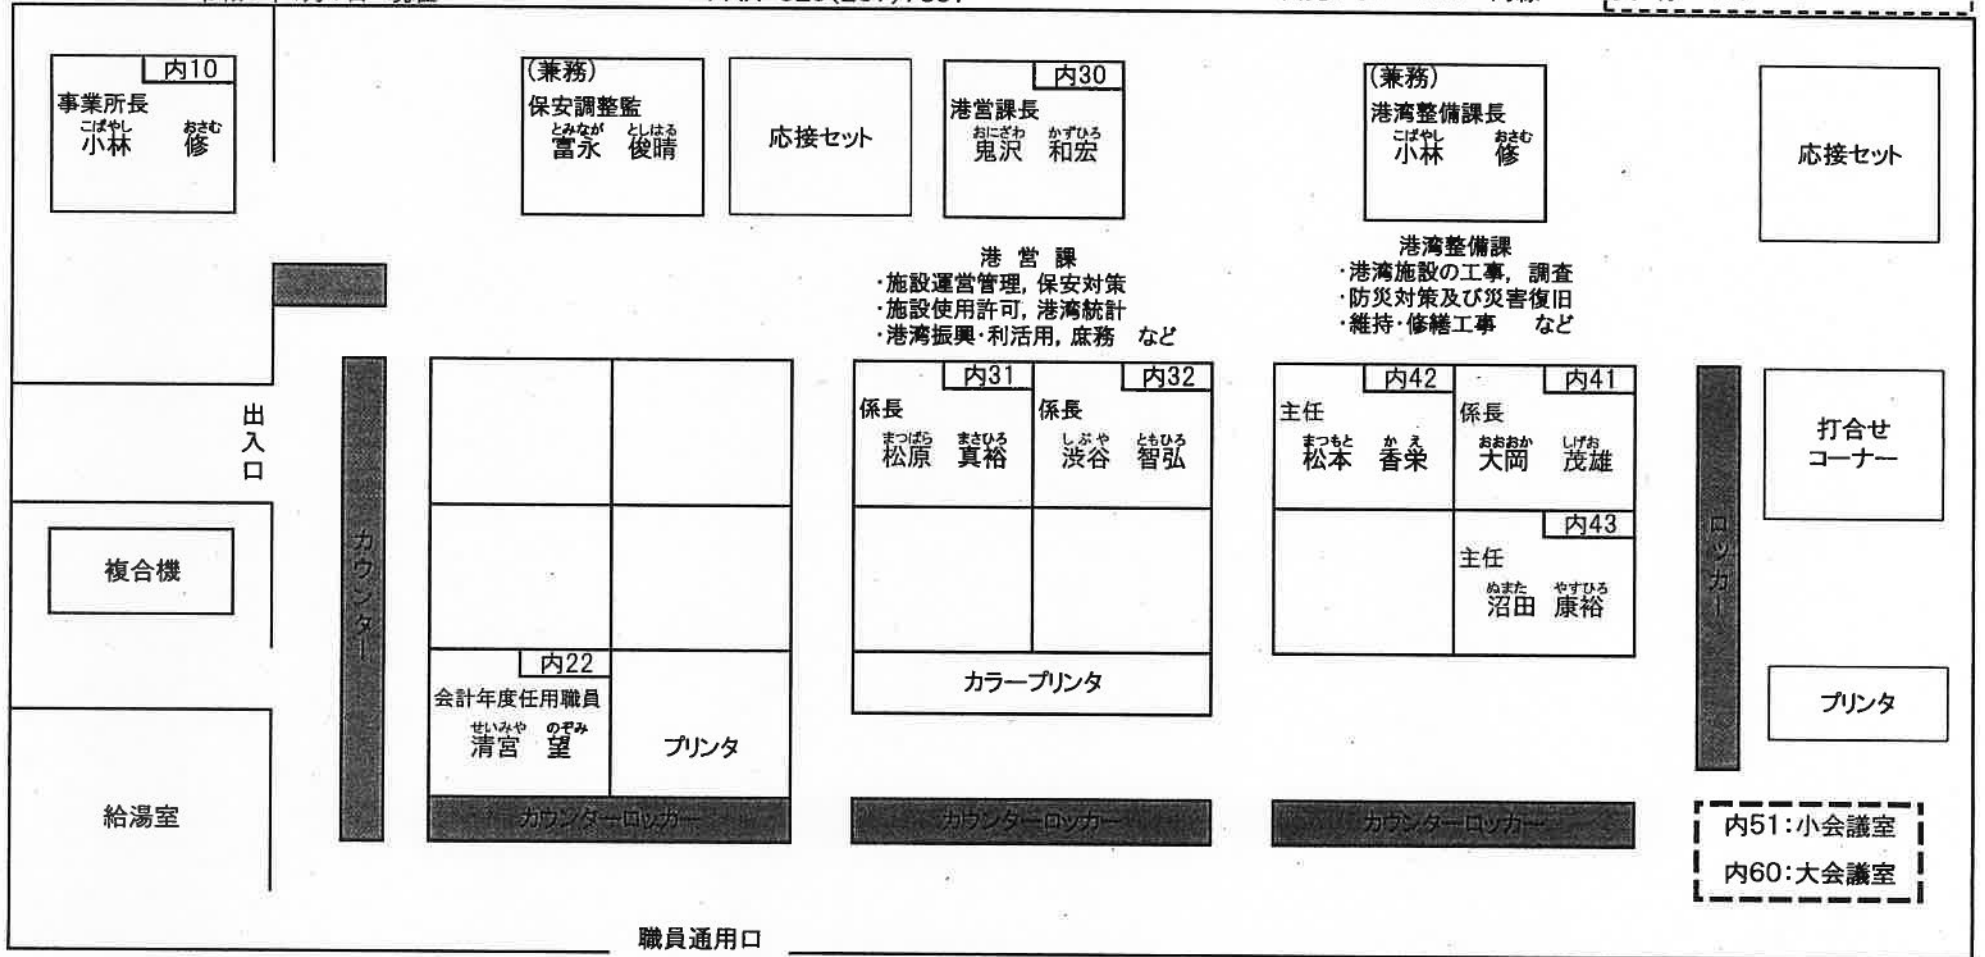 内10
事業所長
こばやし おさむ
小林 修
(兼務)
保安調整監
とみなが としはる
富永 俊晴
応接セット
内30
港営課長
おにざわ かずひろ
鬼沢 和宏
(兼務)
港湾整備課長
こばやし おさむ
小林 修
応接セット
港営課
・施設運営管理, 保安対策
・施設使用許可, 港湾統計
・港湾振興・利活用, 庶務 など
港湾整備課
・港湾施設の工事, 調査
・防災対策及び災害復旧
・維持・修繕工事 など
出入口
カウンター
内31
係長
まつばら まさひろ
松原 真裕
内32
係長
しぶや ともひろ
渋谷 智弘
内42
主任
まつもと かえ
松本 香栄
内41
係長
おおおか しげお
大岡 茂雄
内43
主任
ぬまた やすひろ
沼田 康裕
ロッカー
打合せ
コーナー
複合機
内22
会計年度任用職員
せいみや のぞみ
清宮 望
プリンタ
カラープリンタ
プリンタ
給湯室
カウンターロッカー
カウンターロッカー
カウンターロッカー
内51:小会議室
内60:大会議室
職員通用口